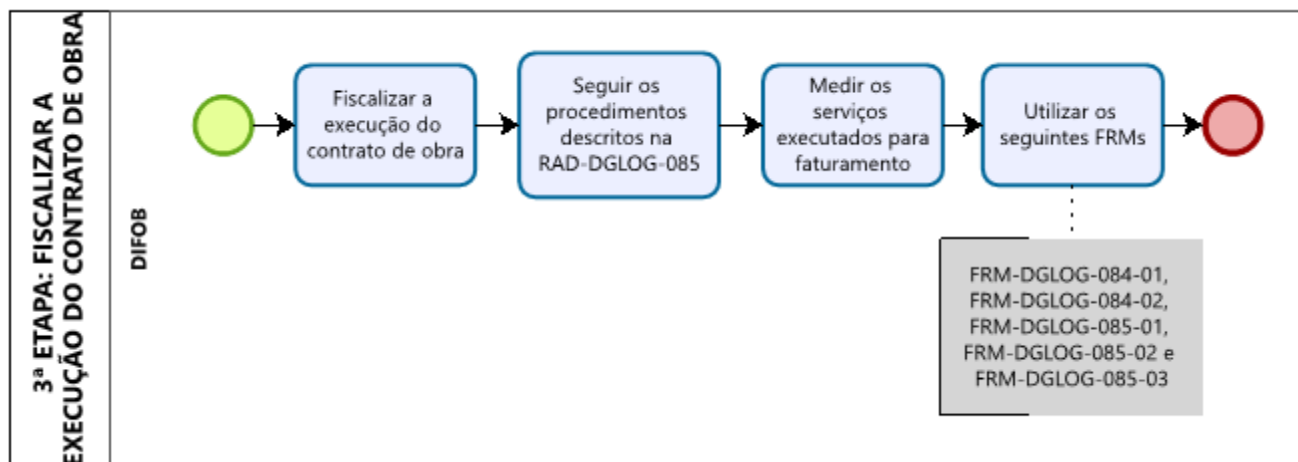 3ª ETAPA: FISCALIZAR A
EXECUÇÃO DO CONTRATO DE OBRA
DIFOB
Fiscalizar a
execução do
contrato de obra
Seguir os
procedimentos
descritos na
RAD-DGLOG-085
Medir os
serviços
executados para
faturamento
Utilizar os
seguintes FRMs
FRM-DGLOG-084-01,
FRM-DGLOG-084-02,
FRM-DGLOG-085-01,
FRM-DGLOG-085-02 e
FRM-DGLOG-085-03